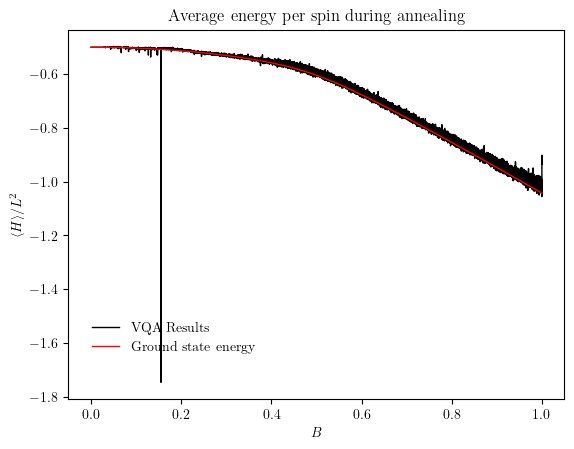 Average energy per spin during annealing
⟨H⟩/L²
−0.6
−0.8
−1.0
−1.2
−1.4
−1.6
−1.8
VQA Results
Ground state energy
0.0 0.2 0.4 0.6 0.8 1.0
B